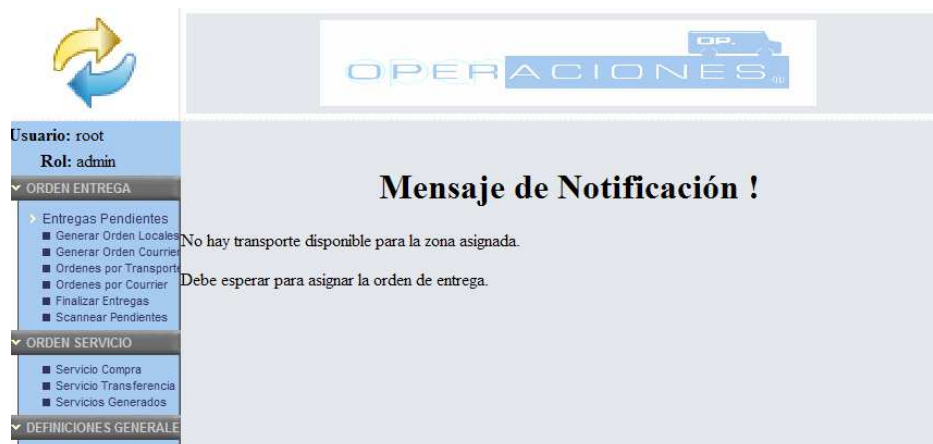 OP.
OPERACIONES
Usuario: root
Rol: admin
ORDEN ENTREGA
Entregas Pendientes
Generar Orden Locales
Generar Orden Courrier
Ordenes por Transporte
Ordenes por Courrier
Finalizar Entregas
Scannear Pendientes
ORDEN SERVICIO
Servicio Compra
Servicio Transferencia
Servicios Generados
DEFINICIONES GENERALE
Mensaje de Notificación !
No hay transporte disponible para la zona asignada.
Debe esperar para asignar la orden de entrega.